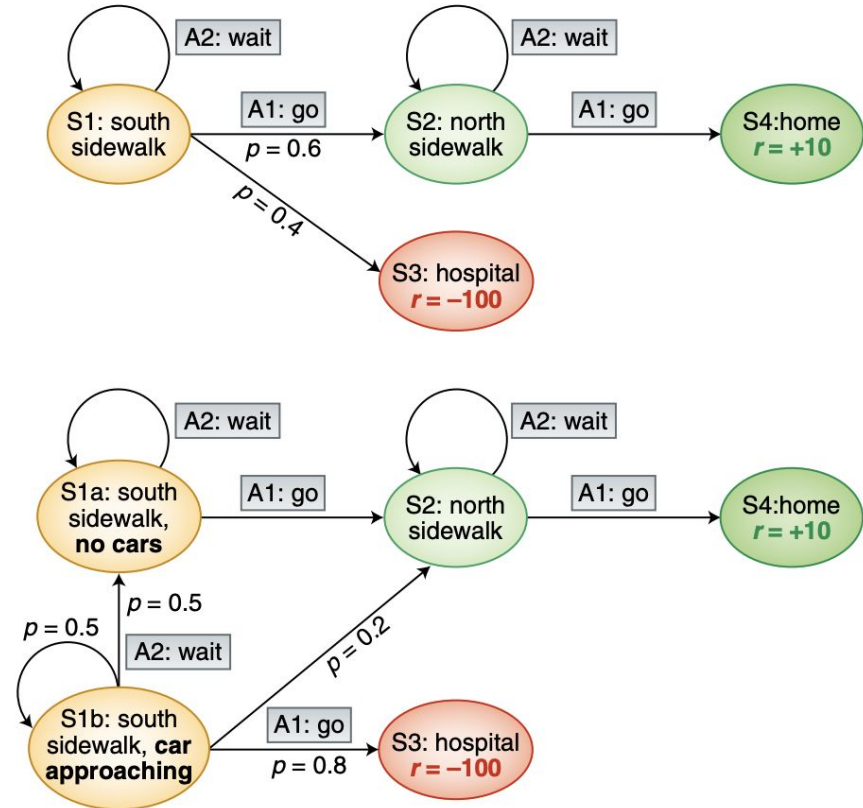 A2: wait
A2: wait
S1: south
sidewalk
A1: go
p = 0.6
S2: north
sidewalk
A1: go
S4:home
r = +10
p = 0.4
S3: hospital
r = –100
A2: wait
A2: wait
S1a: south
sidewalk,
no cars
A1: go
S2: north
sidewalk
A1: go
S4:home
r = +10
p = 0.5
p = 0.5
A2: wait
p = 0.2
S1b: south
sidewalk, car
approaching
A1: go
p = 0.8
S3: hospital
r = –100